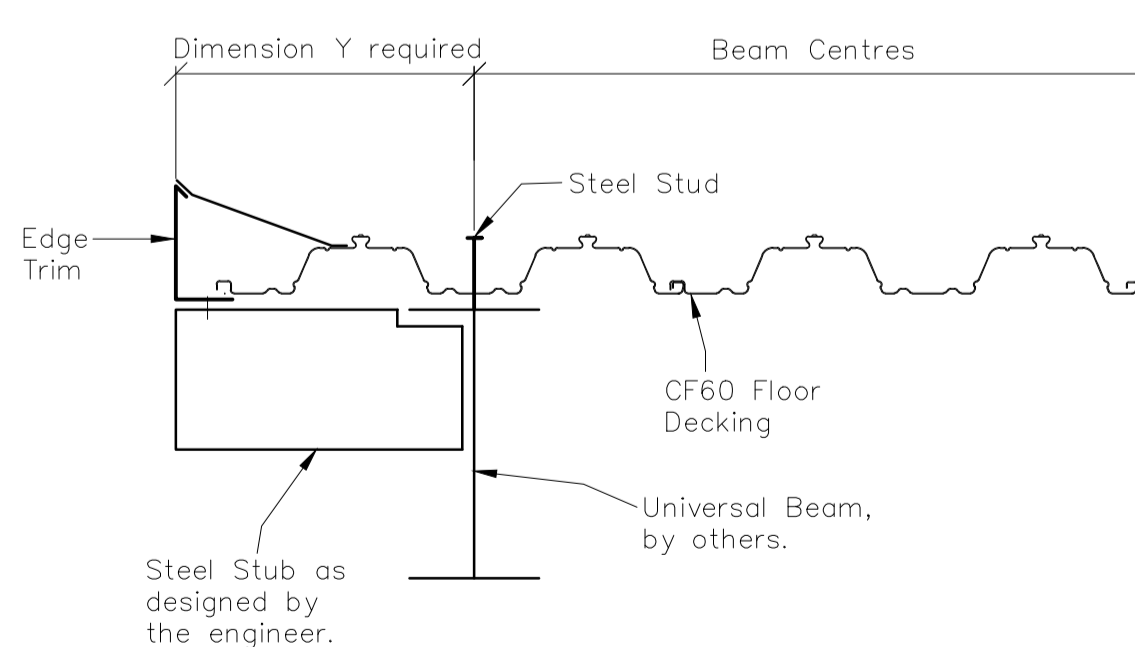 Dimension Y required
Beam Centres
Steel Stud
Edge
Trim
CF60 Floor
Decking
Universal Beam,
by others.
Steel Stub as
designed by
the engineer.